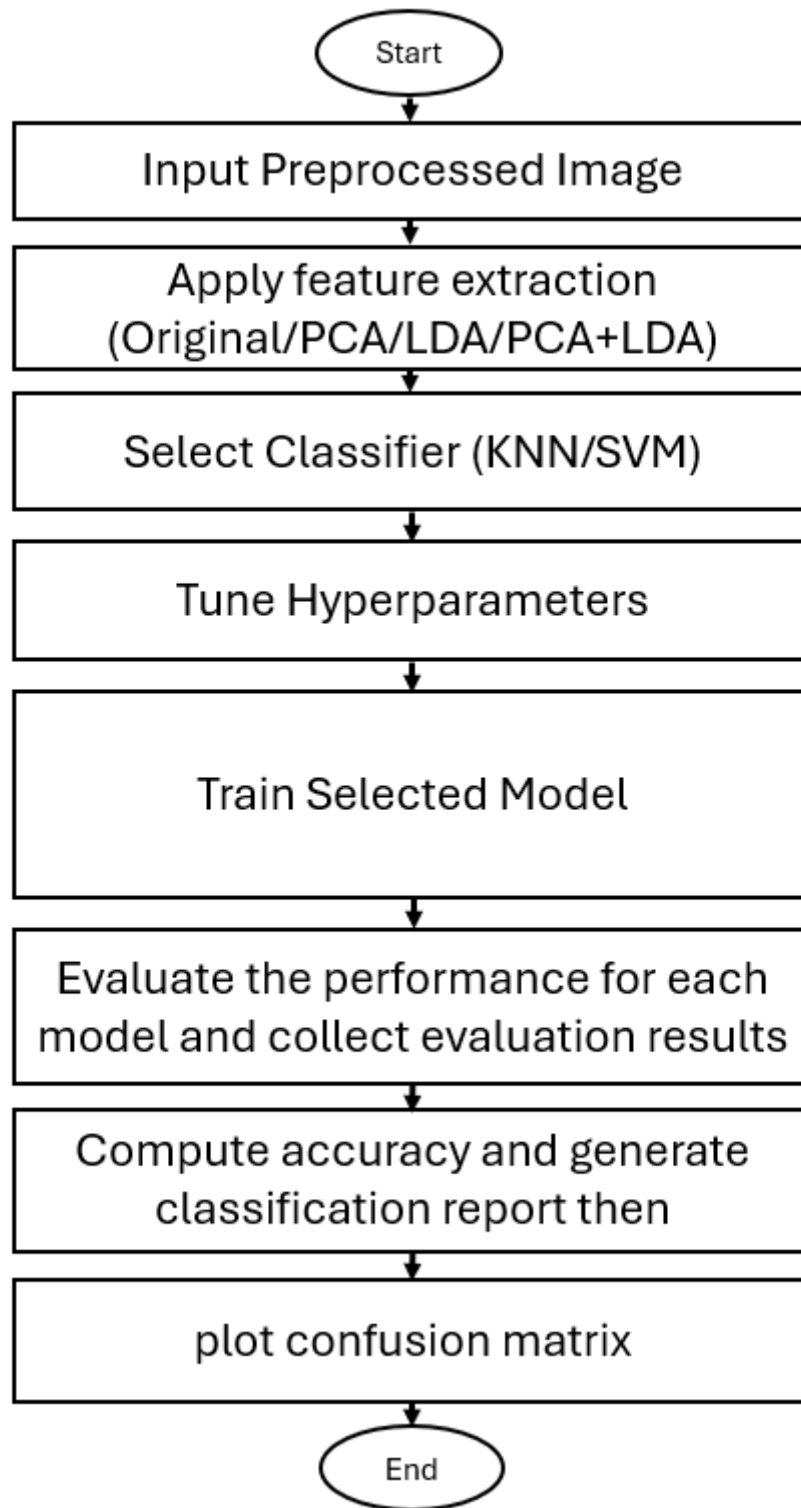 Start
Input Preprocessed Image
Apply feature extraction
(Original/PCA/LDA/PCA+LDA)
Select Classifier (KNN/SVM)
Tune Hyperparameters
Train Selected Model
Evaluate the performance for each
model and collect evaluation results
Compute accuracy and generate
classification report then
plot confusion matrix
End